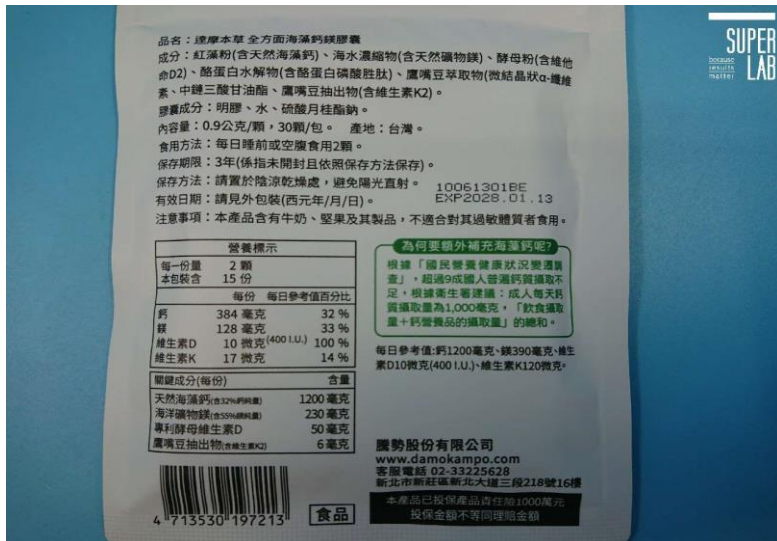 品名：達摩本草 全方面海藻鈣鎂膠囊
成分：紅藻粉(含天然海藻鈣)、海水濃縮物(含天然礦物鎂)、酵母粉(含維他
命D2)、酪蛋白水解物(含酪蛋白磷酸胜肽)、鷹嘴豆萃取物(微結晶狀α-纖維
素、中鏈三酸甘油酯、鷹嘴豆抽出物(含維生素K2)。
膠囊成分：明膠、水、硫酸月桂酯鈉。
內容量：0.9公克/顆，30顆/包。 產地：台灣。
食用方法：每日睡前或空腹食用2顆。
保存期限：3年(係指未開封且依照保存方法保存)。
保存方法：請置於陰涼乾燥處，避免陽光直射。
有效日期：請見外包裝(西元年/月/日)。
10061301BE
EXP2028.01.13
注意事項：本產品含有牛奶、堅果及其製品，不適合對其過敏體質者食用。
營養標示
每一份量 2 顆
本包裝含 15 份
每份 每日參考值百分比
鈣 384 毫克 32 %
鎂 128 毫克 33 %
維生素D 10 微克(400 I.U.) 100 %
維生素K 17 微克 14 %
關鍵成分(每份) 含量
天然海藻鈣(含32%鈣純量) 1200 毫克
海洋礦物鎂(含55%鎂純量) 230 毫克
專利酵母維生素D 50 毫克
鷹嘴豆抽出物(含維生素K2) 6 毫克
4 713530 197213
食品
為何要額外補充海藻鈣呢?
根據「國民營養健康狀況變遷調
查」，超過9成國人普遍鈣質攝取不
足，根據衛生署建議：成人每天鈣
質攝取量為1,000毫克，「飲食攝取
量＋鈣營養品的攝取量」的總和。
每日參考值:鈣1200毫克、鎂390毫克、維生
素D10微克(400 I.U.)、維生素K120微克。
騰勢股份有限公司
www.damokampo.com
客服電話 02-33225628
新北市新莊區新北大道三段218號16樓
本產品已投保產品責任險1000萬元
投保金額不等同理賠金額
SUPER
because
results
matter
LAB